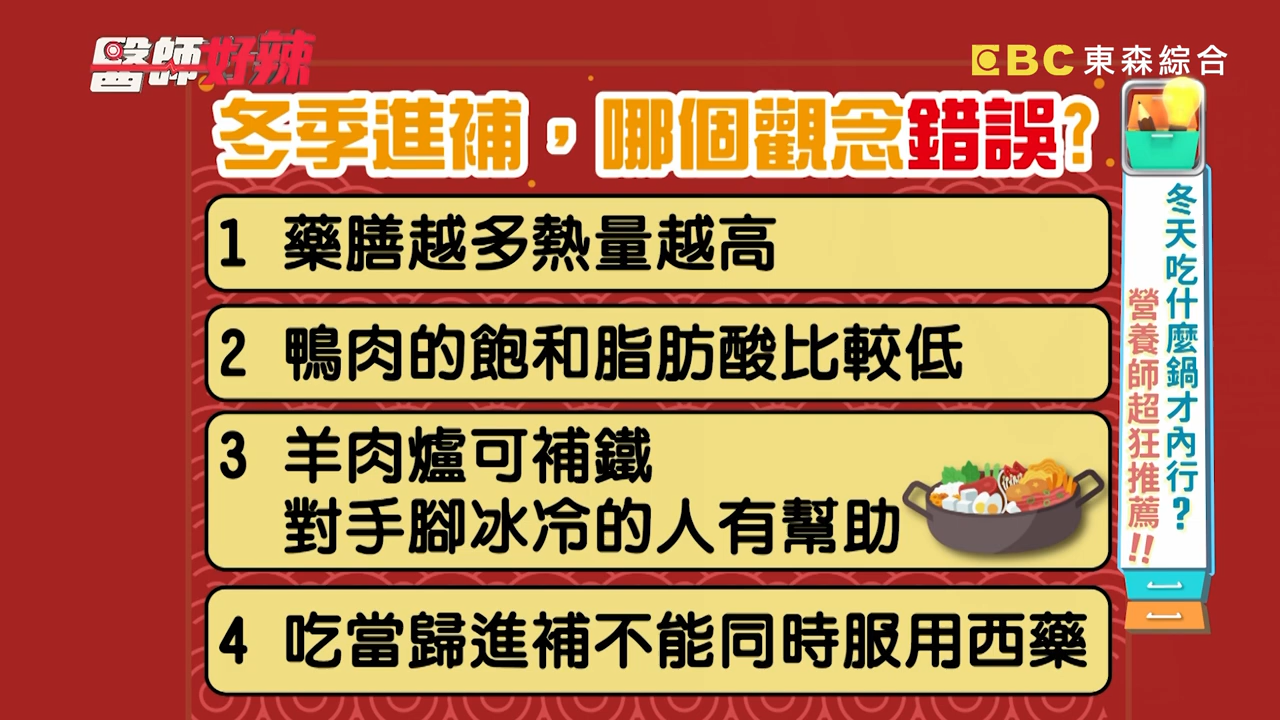 醫師好辣
EBC東森綜合
冬季進補，哪個觀念錯誤?
1 藥膳越多熱量越高
2 鴨肉的飽和脂肪酸比較低
3 羊肉爐可補鐵
對手腳冰冷的人有幫助
4 吃當歸進補不能同時服用西藥
冬天吃什麼鍋才內行?
營養師超狂推薦!!